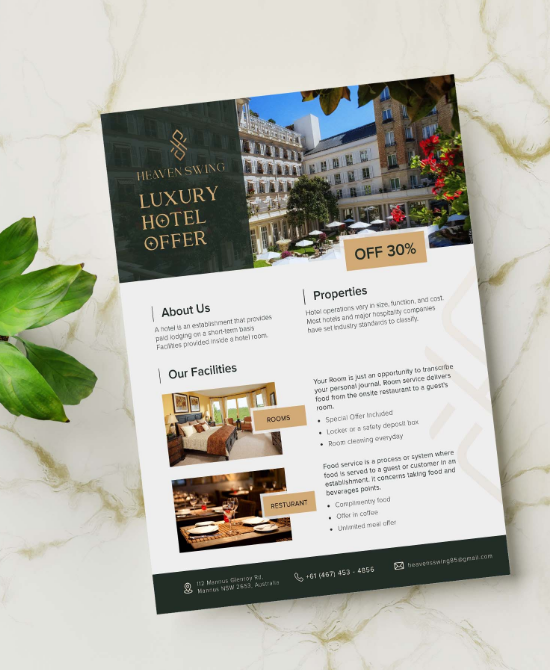 HEAVEN SWING
LUXURY
HOTEL
OFFER
OFF 30%
About Us
A hotel is an establishment that provides
paid lodging on a short-term basis
Facilities provided inside a hotel room.
Properties
Hotel operations vary in size, function, and cost.
Most hotels and major hospitality companies
have set industry standards to classify.
Our Facilities
ROOMS
RESTURANT
Your Room is just an opportunity to transcribe
your personal journal. Room service delivers
food from the onsite restaurant to a guest's
room.
Special Offer Included
Locker or a safety deposit box
Room cleaning everyday
Food service is a process or system where
food is served to a guest or customer in an
establishment. it concerns taking food and
beverages points.
Complimentry food
Offer in coffee
Unlimited meal offer
112 Mannus Glenroy Rd,
Mannus NSW 2653, Australia
+61 (467) 453 - 4856
heavensswing85@gmail.com